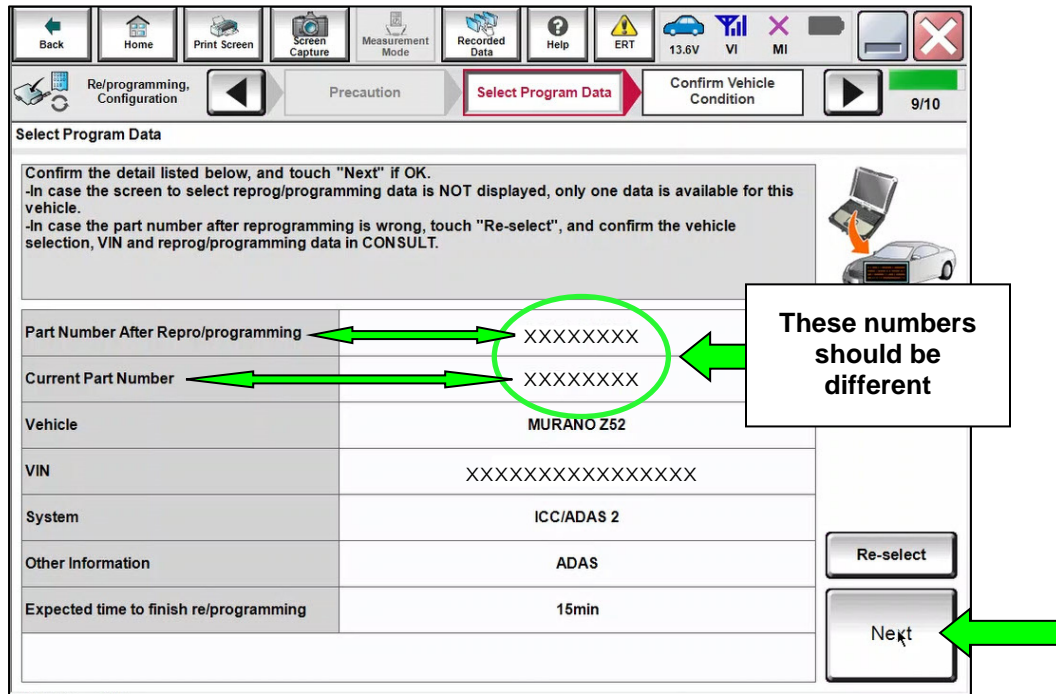 Back
Home
Print Screen
Screen
Capture
Measurement
Mode
Recorded
Data
Help
ERT
13.6V
VI
MI
Re/programming,
Configuration
Precaution
Select Program Data
Confirm Vehicle
Condition
9/10
Select Program Data
Confirm the detail listed below, and touch "Next" if OK.
-In case the screen to select reprog/programming data is NOT displayed, only one data is available for this
vehicle.
-In case the part number after reprogramming is wrong, touch "Re-select", and confirm the vehicle
selection, VIN and reprog/programming data in CONSULT.
Part Number After Repro/programming
XXXXXXXX
Current Part Number
XXXXXXXX
These numbers
should be
different
Vehicle
MURANO Z52
VIN
XXXXXXXXXXXXXXXX
System
ICC/ADAS 2
Other Information
ADAS
Expected time to finish re/programming
15min
Re-select
Next